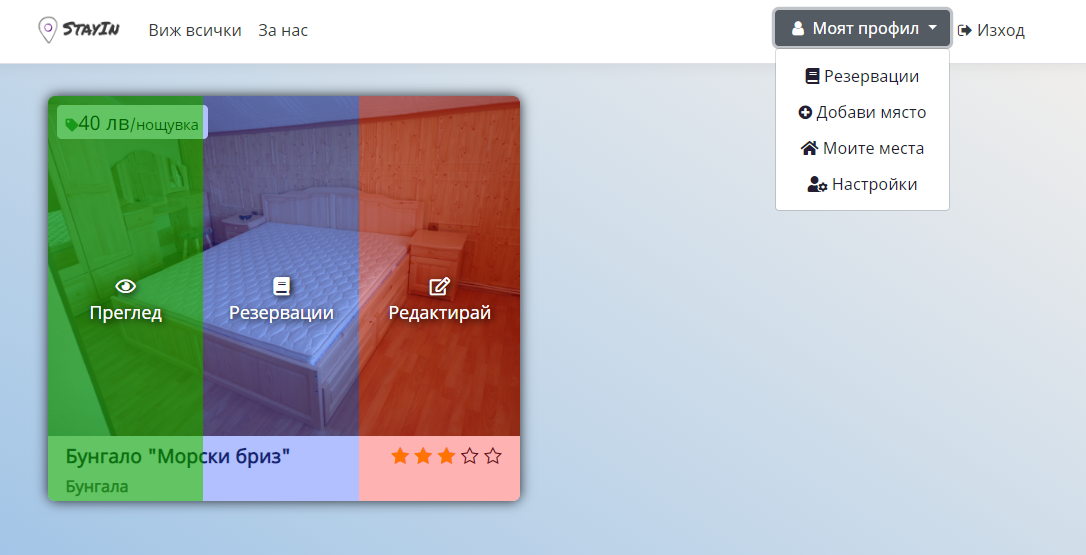 StayIn
Виж всички
За нас
Моят профил
Изход
Резервации
Добави място
Моите места
Настройки
40 лв/нощувка
Преглед
Резервации
Редактирай
Бунгало "Морски бриз"
Бунгала